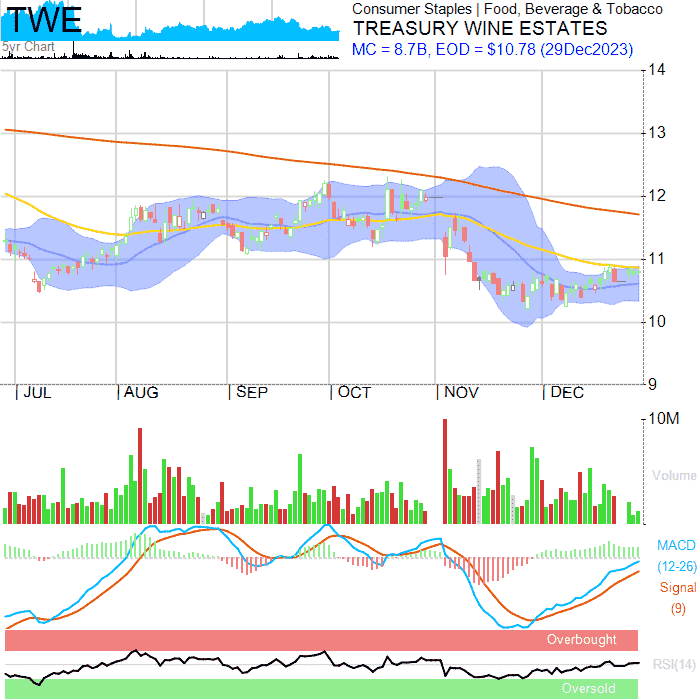 TWE
5yr Chart
Consumer Staples | Food, Beverage & Tobacco
TREASURY WINE ESTATES
MC = 8.7B, EOD = $10.78 (29Dec2023)
14
13
12
11
10
9
| JUL | AUG | SEP | OCT | NOV | DEC
10M
Volume
MACD
(12-26)
Signal
(9)
Overbought
RSI(14)
Oversold